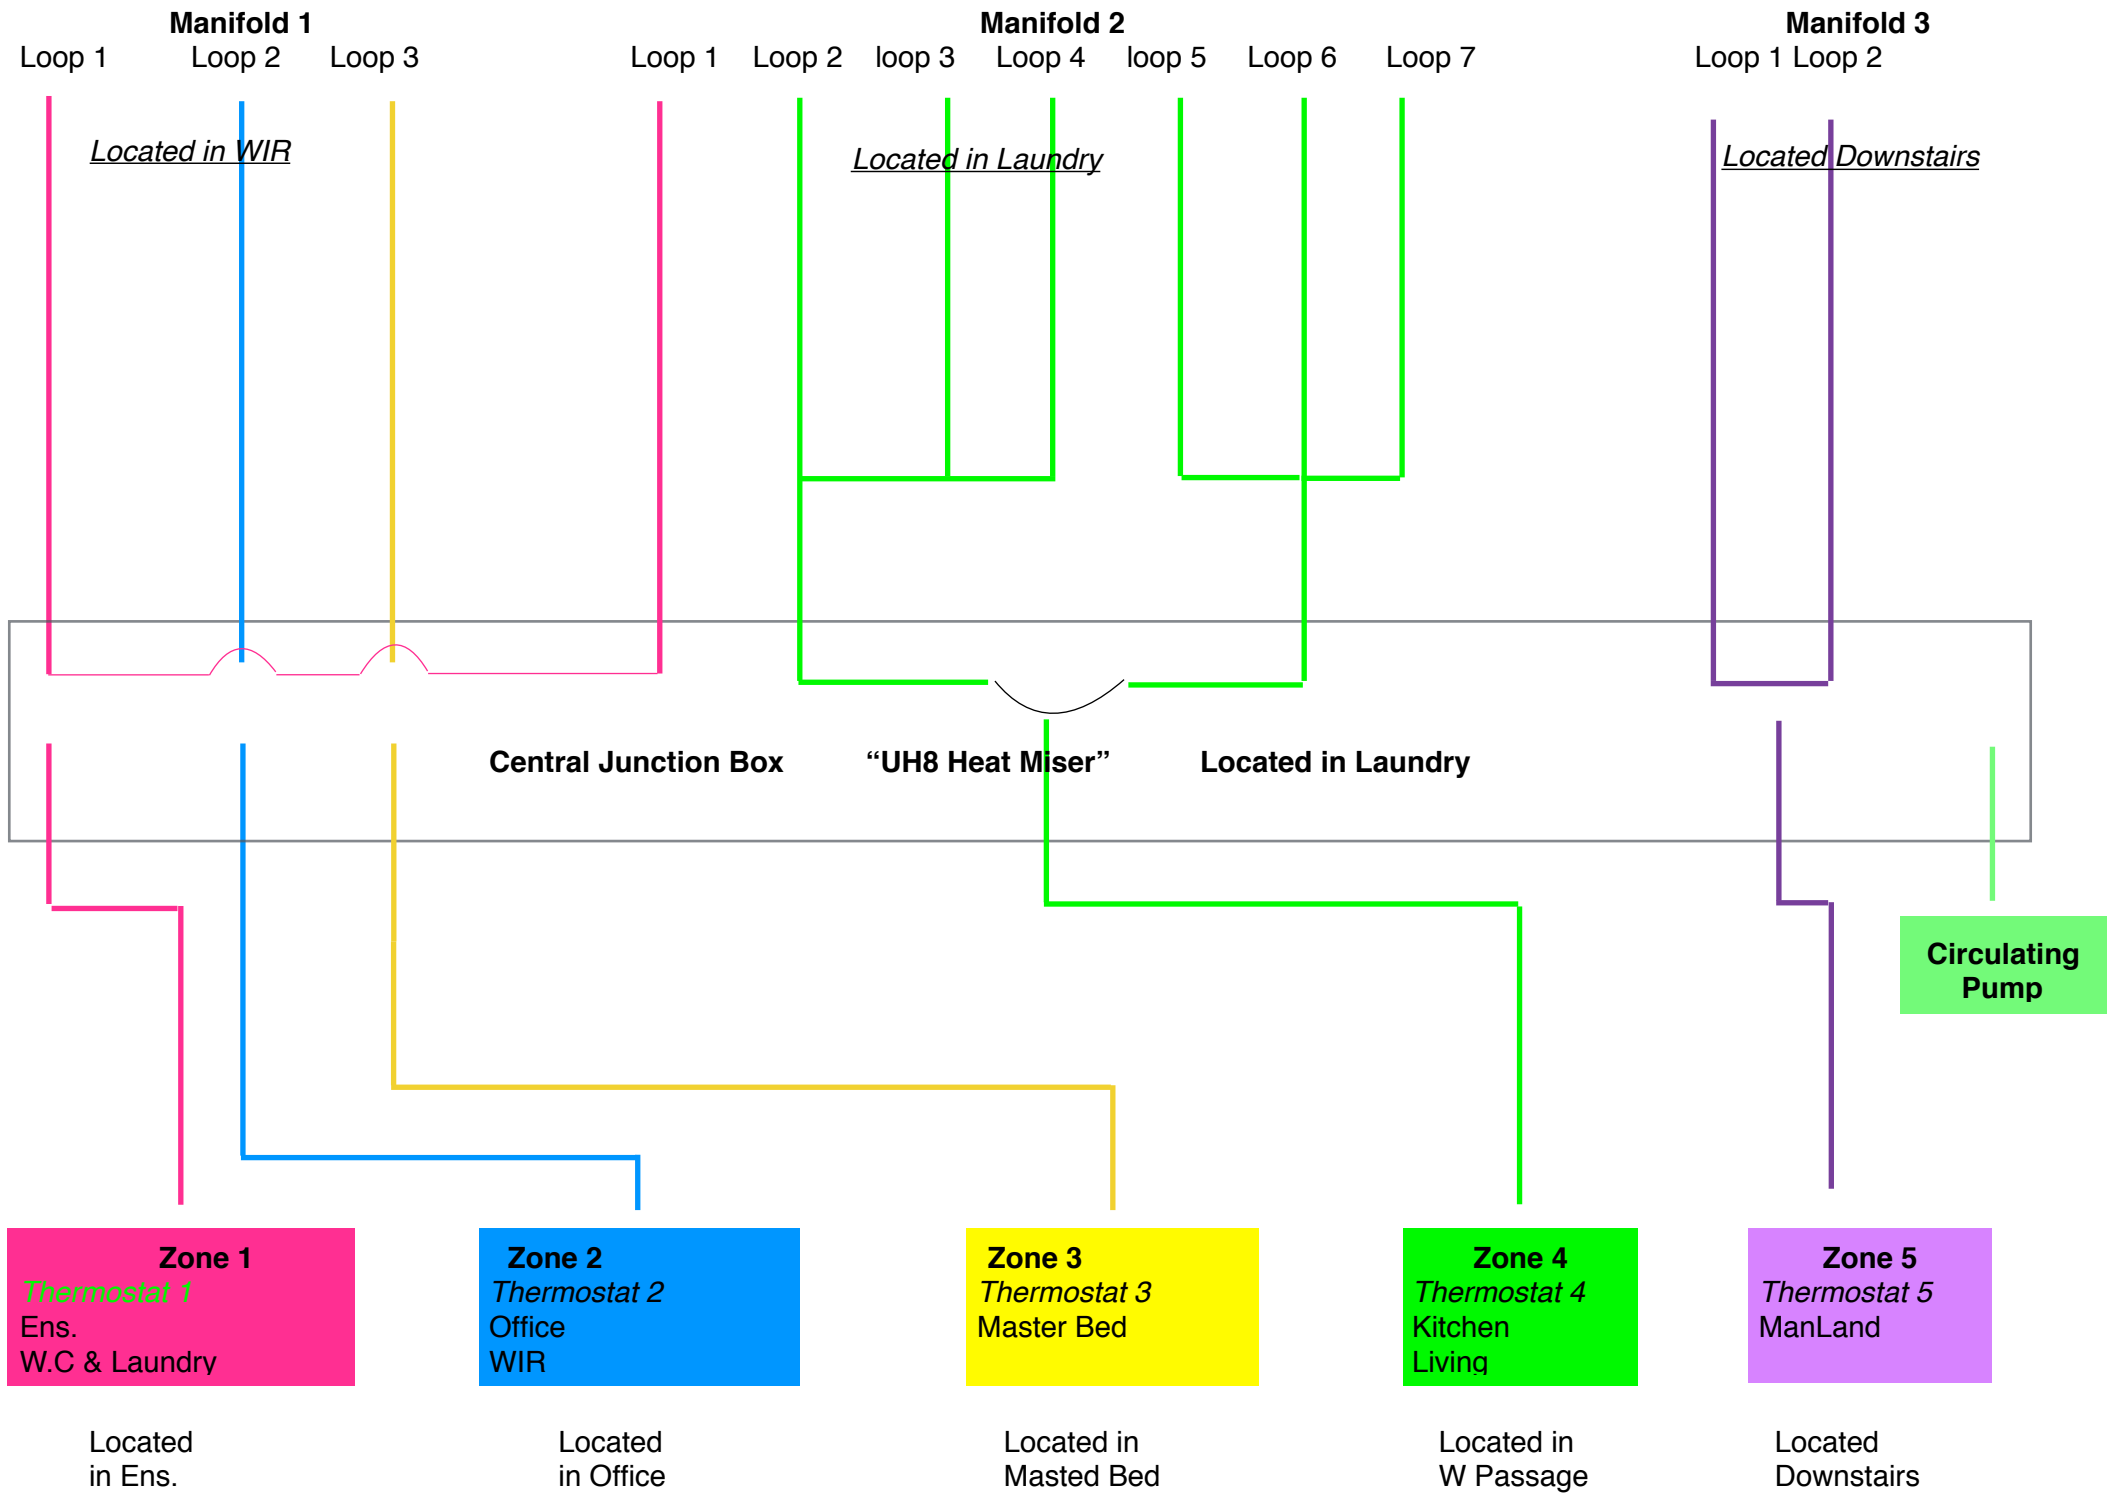 Manifold 1
Manifold 2
Manifold 3
Loop 1 Loop 2 Loop 3
Loop 1 Loop 2 loop 3 Loop 4 loop 5 Loop 6 Loop 7
Loop 1 Loop 2
Located in WIR
Located in Laundry
Located Downstairs
Central Junction Box “UH8 Heat Miser” Located in Laundry
Circulating
Pump
Zone 1
Thermostat 1
Ens.
W.C & Laundry
Zone 2
Thermostat 2
Office
WIR
Zone 3
Thermostat 3
Master Bed
Zone 4
Thermostat 4
Kitchen
Living
Zone 5
Thermostat 5
ManLand
Located
in Ens.
Located
in Office
Located in
Masted Bed
Located in
W Passage
Located
Downstairs